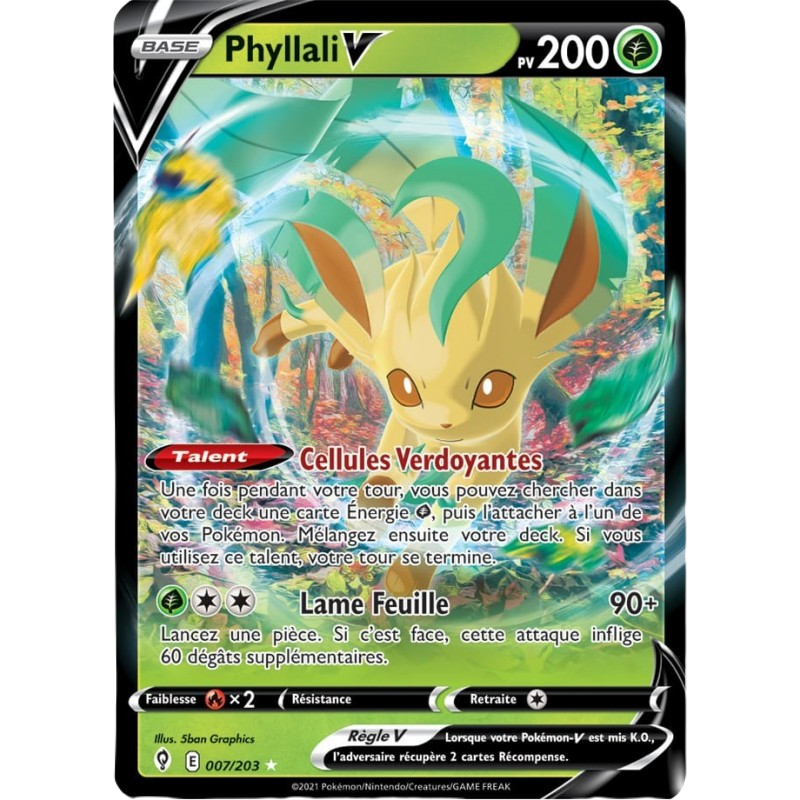 BASE Phyllali V PV 200
Talent Cellules Verdoyantes
Une fois pendant votre tour, vous pouvez chercher dans
votre deck une carte Énergie , puis l'attacher à l'un de
vos Pokémon. Mélangez ensuite votre deck. Si vous
utilisez ce talent, votre tour se termine.
Lame Feuille 90+
Lancez une pièce. Si c'est face, cette attaque inflige
60 dégâts supplémentaires.
Faiblesse ×2 Résistance Retraite
Illus. 5ban Graphics
Règle V Lorsque votre Pokémon-V est mis K.O.,
l'adversaire récupère 2 cartes Récompense.
E 007/203
©2021 Pokémon/Nintendo/Creatures/GAME FREAK